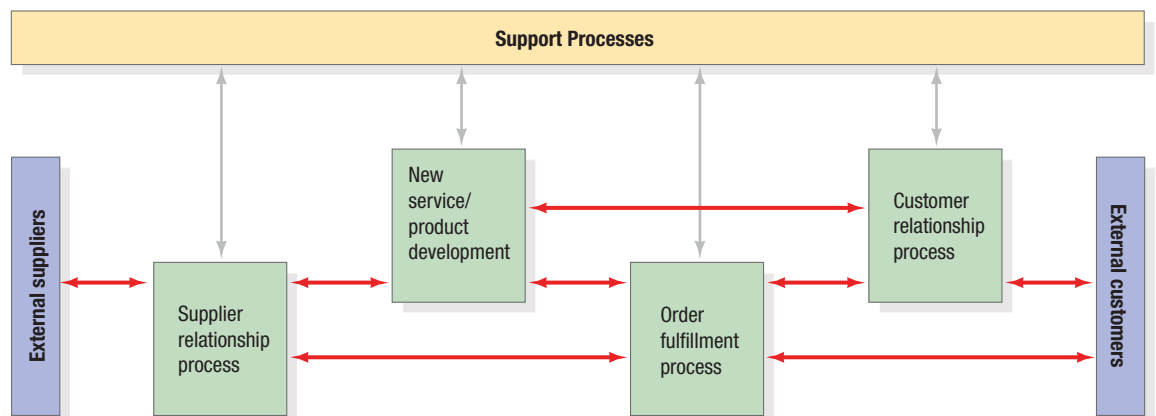 Support Processes
External suppliers
Supplier
relationship
process
New
service/
product
development
Order
fulfillment
process
Customer
relationship
process
External customers